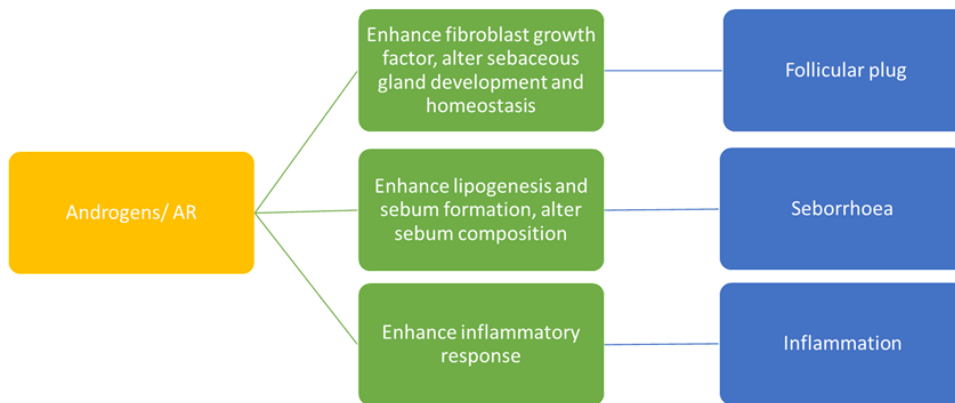 Enhance fibroblast growth
factor, alter sebaceous
gland development and
homeostasis
Follicular plug
Androgens/ AR
Enhance lipogenesis and
sebum formation, alter
sebum composition
Seborrhoea
Enhance inflammatory
response
Inflammation